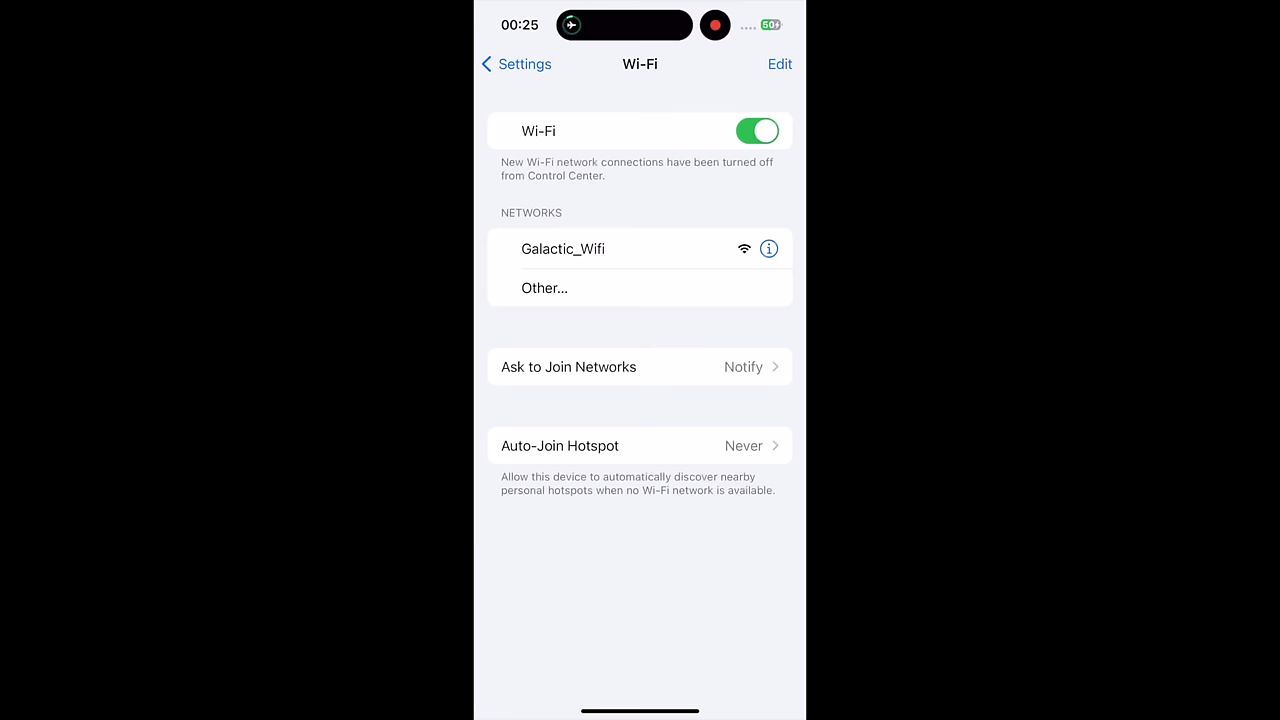 00:25
50
Settings
Wi-Fi
Edit
Wi-Fi
New Wi-Fi network connections have been turned off
from Control Center.
NETWORKS
Galactic_Wifi
Other...
Ask to Join Networks Notify
Auto-Join Hotspot Never
Allow this device to automatically discover nearby
personal hotspots when no Wi-Fi network is available.